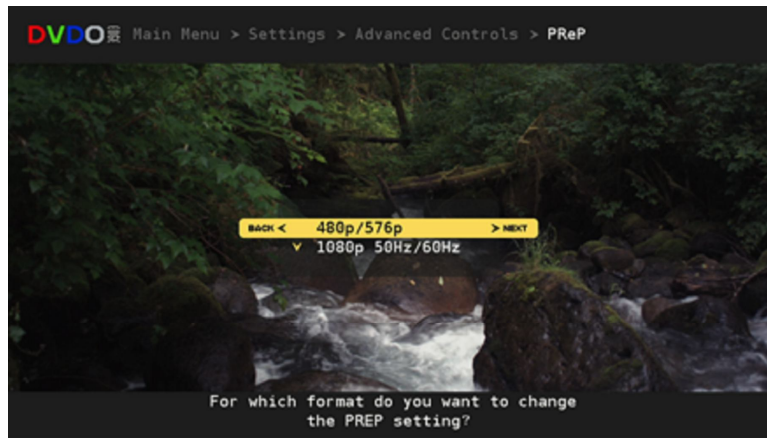 DVDO Main Menu > Settings > Advanced Controls > PReP
BACK < 480p/576p > NEXT
1080p 50Hz/60Hz
For which format do you want to change
the PREP setting?